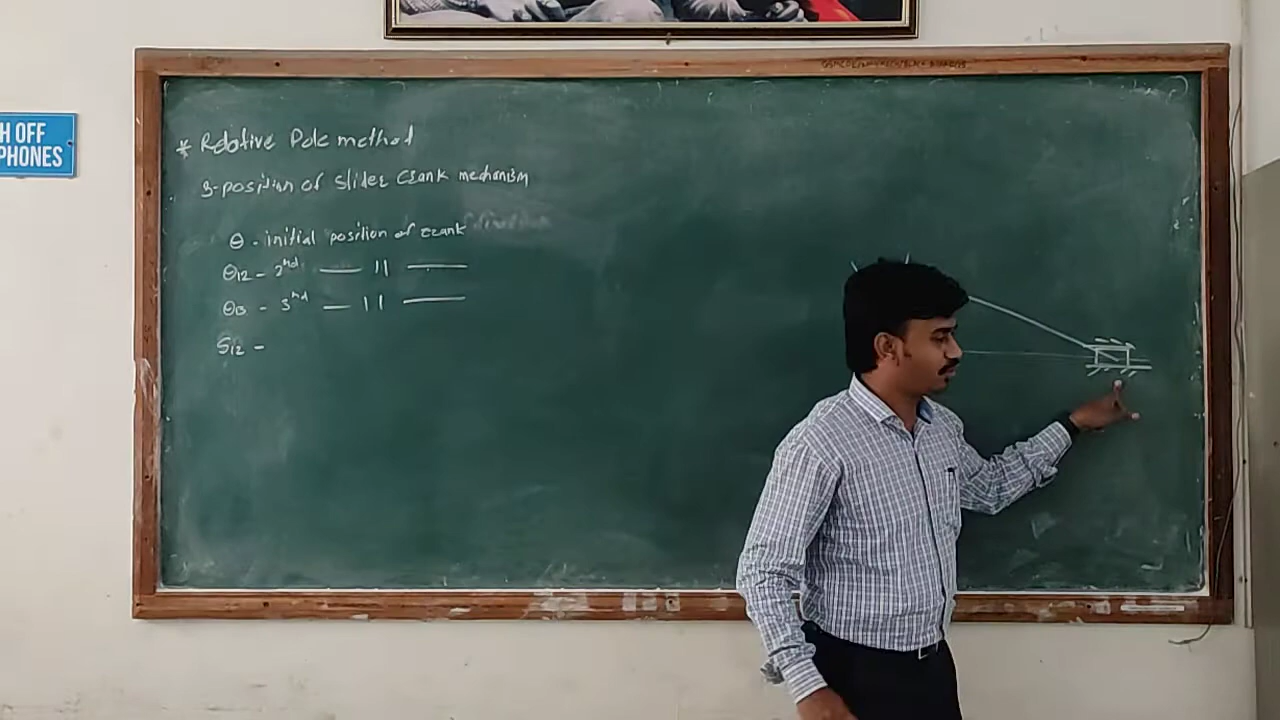 H OFF
PHONES
* Relative Pole method
3-position of slider crank mechanism
θ - initial position of crank
θ12 - 2nd — 11 —
θ13 - 3rd — 11 —
S12 -